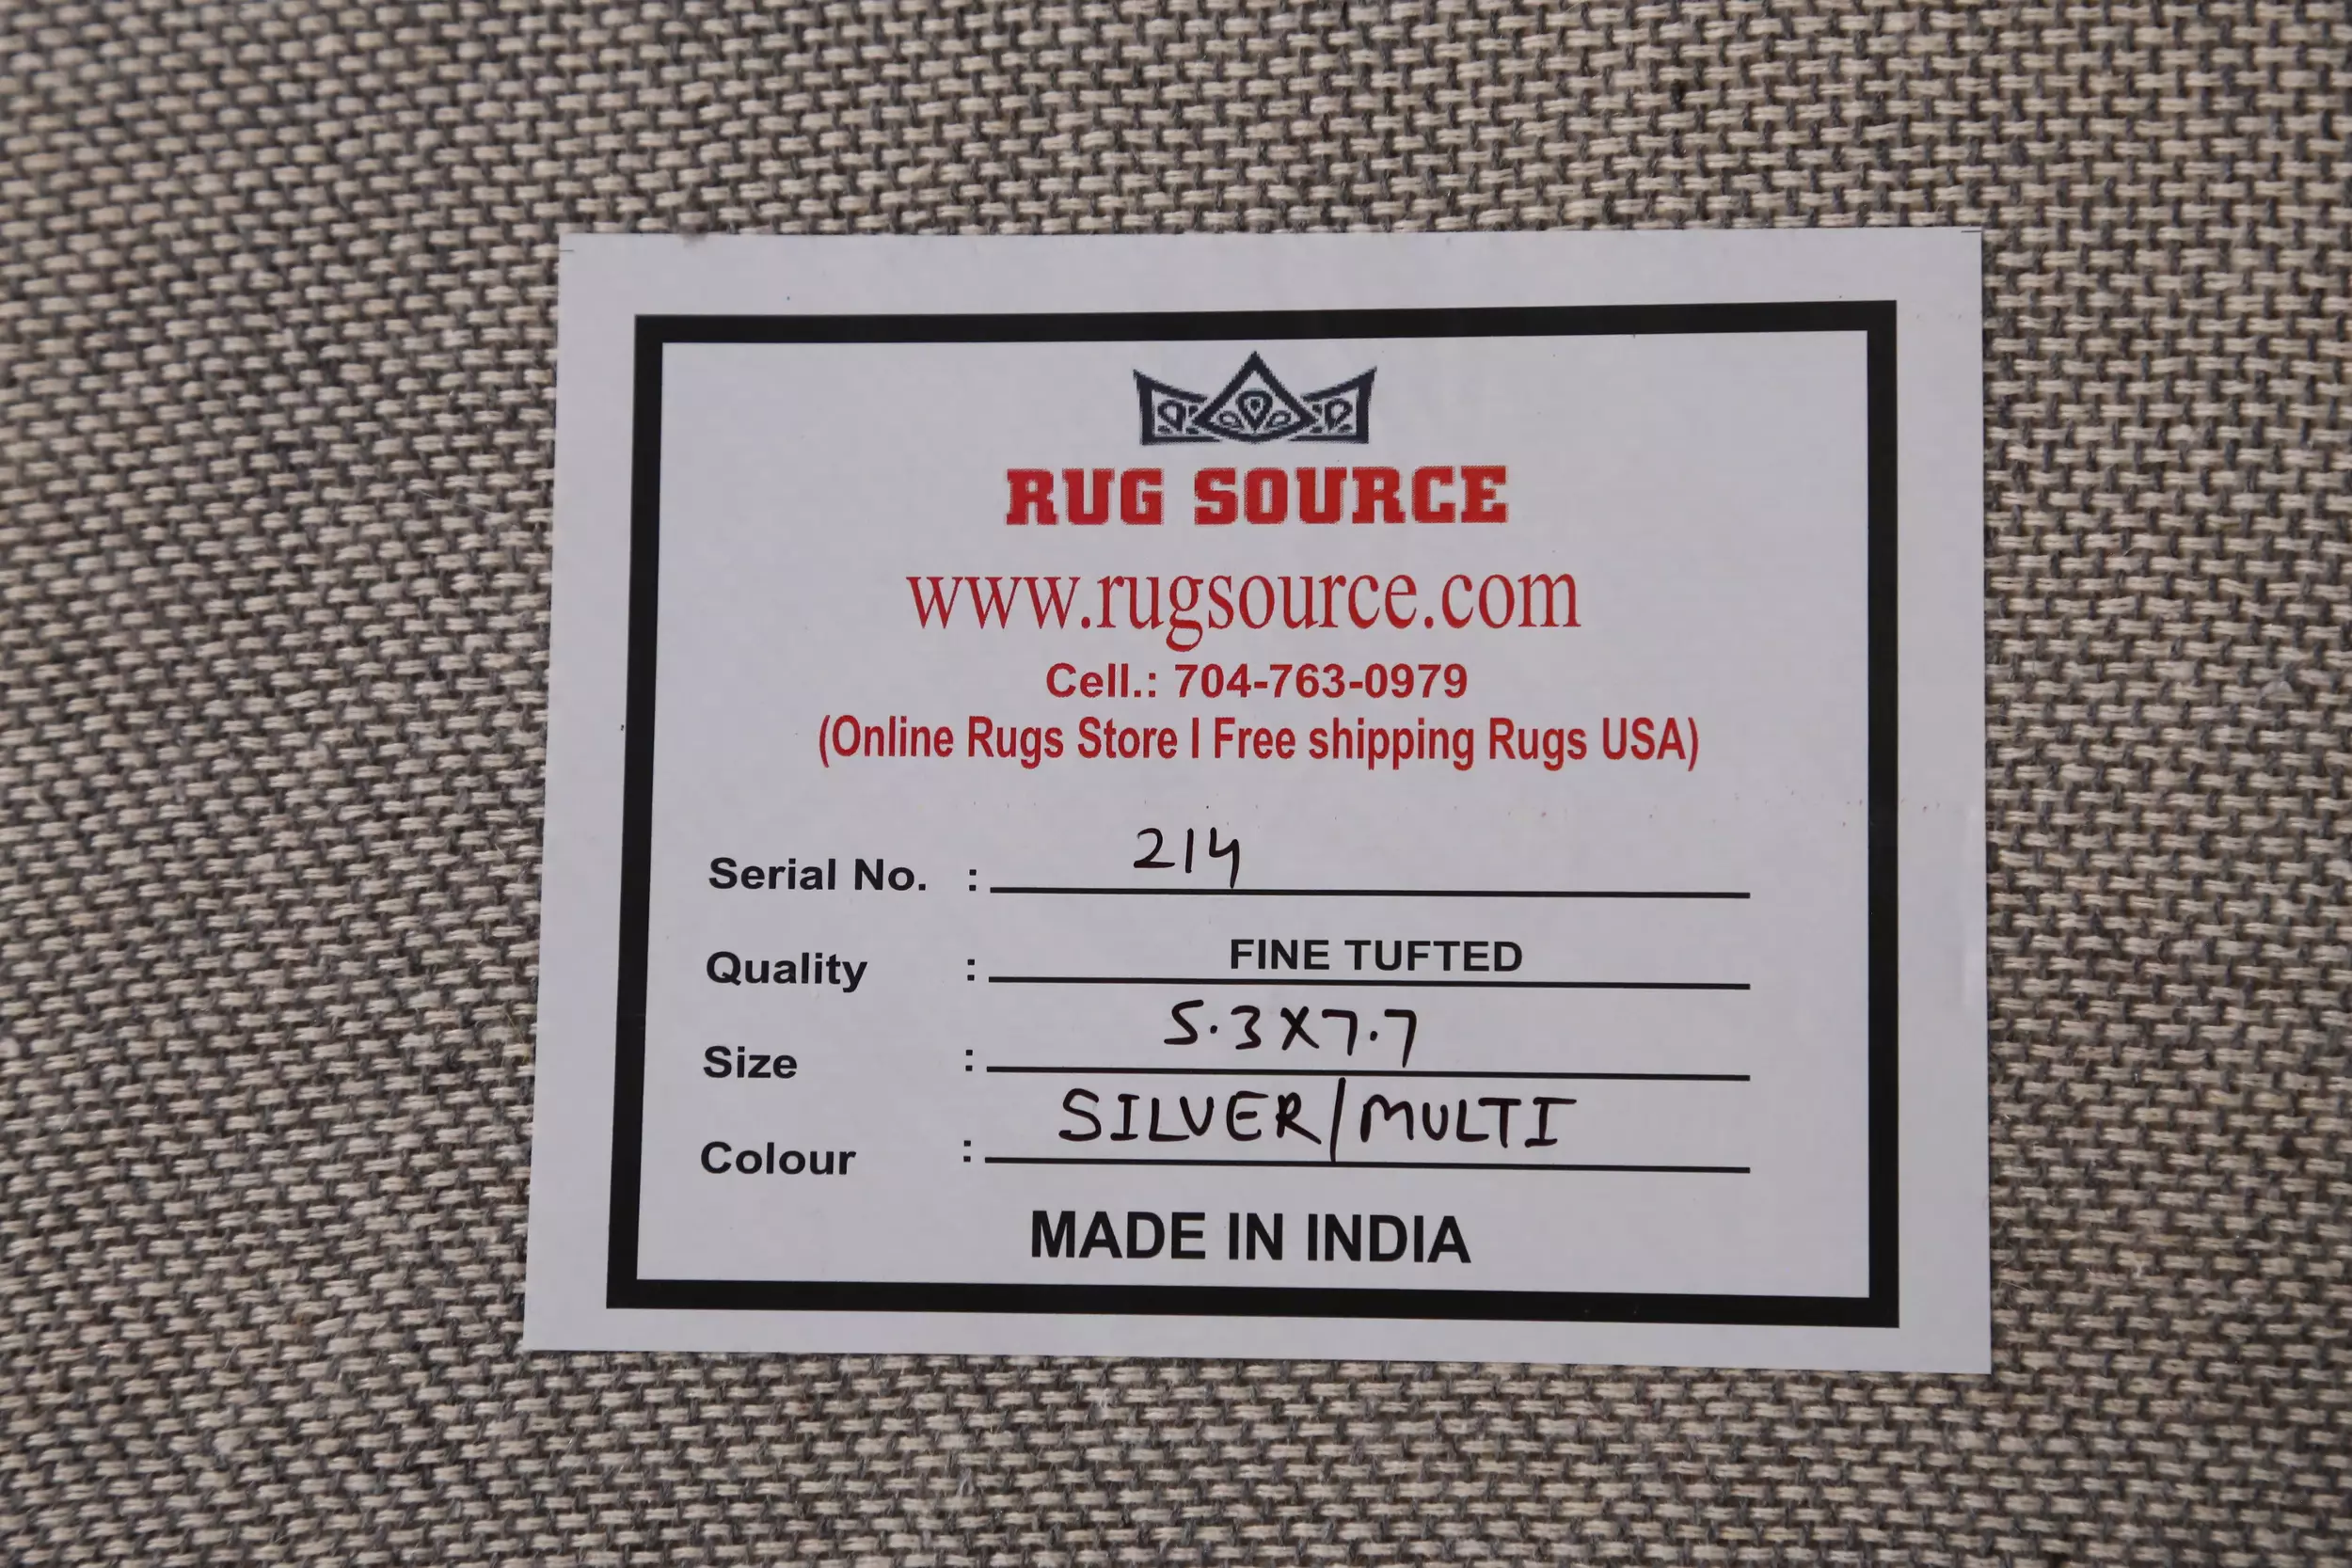 RUG SOURCE
www.rugsource.com
Cell.: 704-763-0979
(Online Rugs Store I Free shipping Rugs USA)
Serial No. : 214
Quality : FINE TUFTED
Size : 5.3X7.7
Colour : SILVER/MULTI
MADE IN INDIA